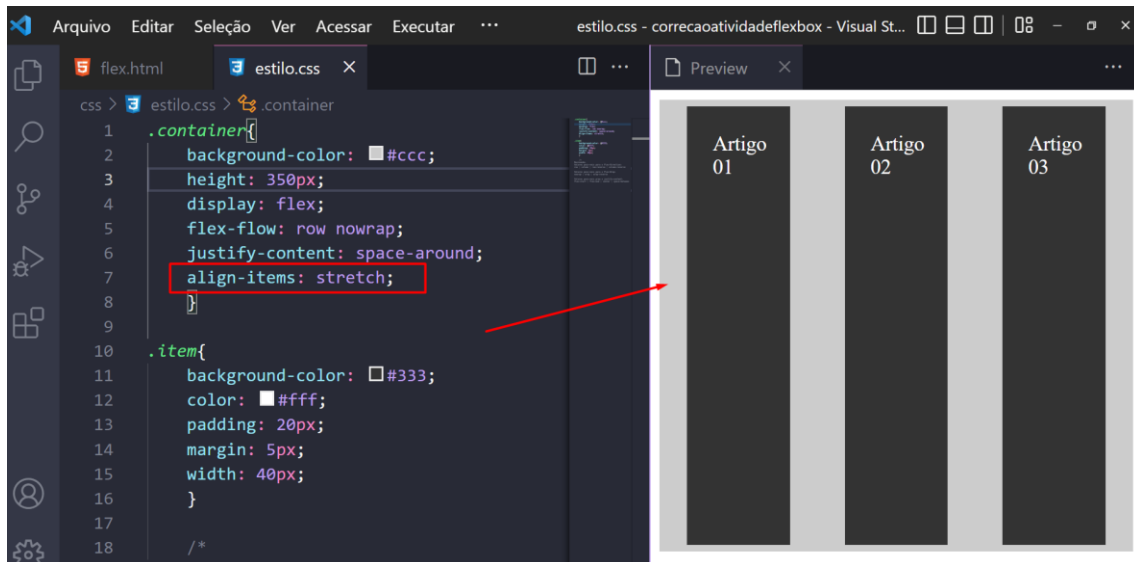 Arquivo Editar Seleção Ver Acessar Executar ··· estilo.css - correcaoatividadeflexbox - Visual St...
flex.html estilo.css
css > estilo.css > .container
1 .container{
2 background-color: #ccc;
3 height: 350px;
4 display: flex;
5 flex-flow: row nowrap;
6 justify-content: space-around;
7 align-items: stretch;
8 }
9
10 .item{
11 background-color: #333;
12 color: #fff;
13 padding: 20px;
14 margin: 5px;
15 width: 40px;
16 }
17
18 /*
Preview
Artigo
01
Artigo
02
Artigo
03